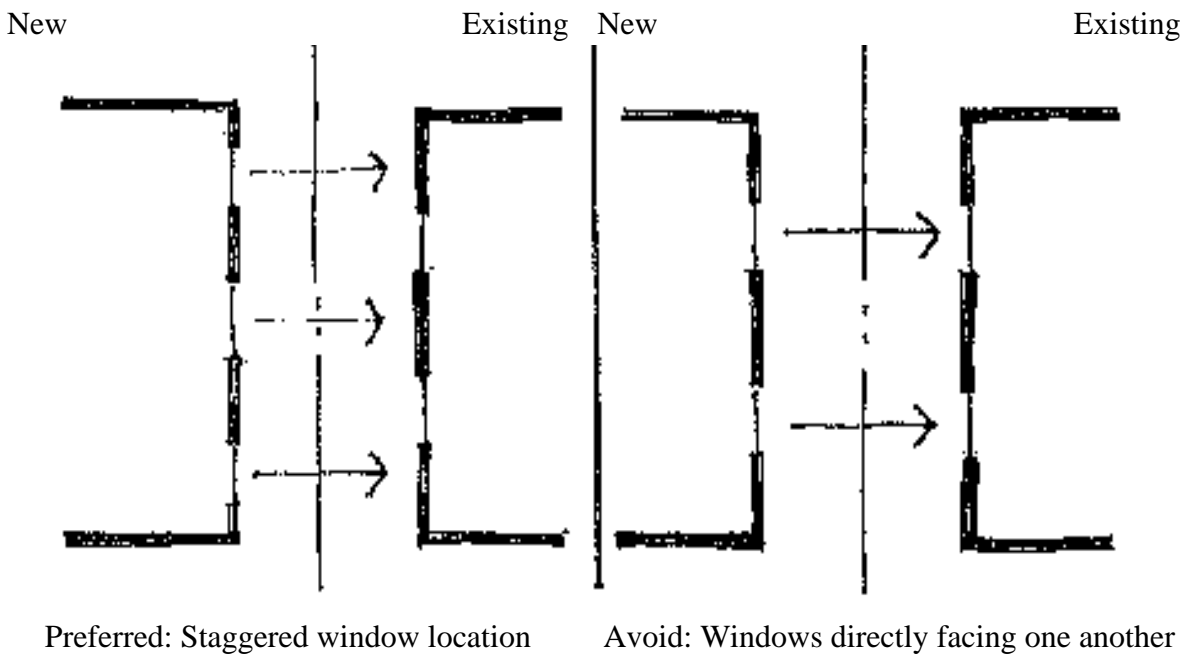 New Existing New Existing
Preferred: Staggered window location Avoid: Windows directly facing one another